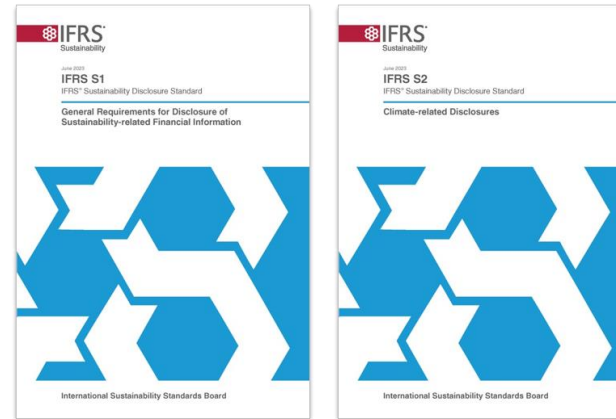 IFRS®
Sustainability
June 2023
IFRS S1
IFRS® Sustainability Disclosure Standard
General Requirements for Disclosure of
Sustainability-related Financial Information
International Sustainability Standards Board
IFRS®
Sustainability
June 2023
IFRS S2
IFRS® Sustainability Disclosure Standard
Climate-related Disclosures
International Sustainability Standards Board